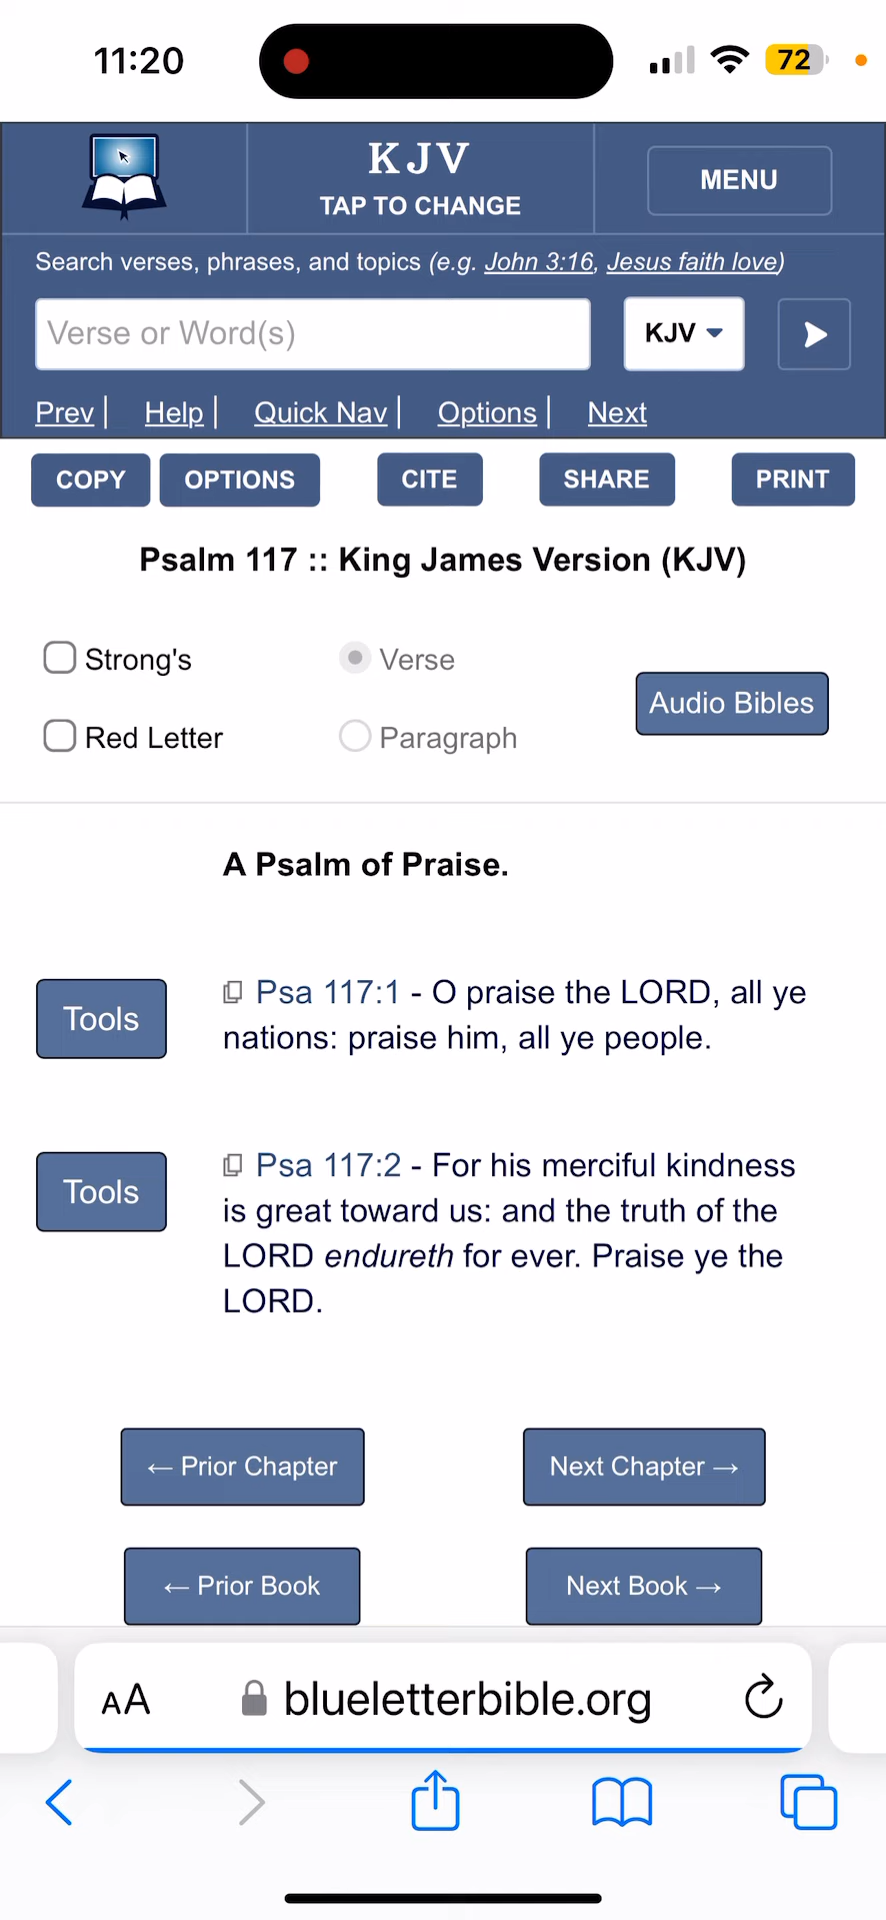 11:20
72
KJV
TAP TO CHANGE
MENU
Search verses, phrases, and topics (e.g. John 3:16, Jesus faith love)
Verse or Word(s)
KJV
Prev | Help | Quick Nav | Options | Next
COPY OPTIONS CITE SHARE PRINT
Psalm 117 :: King James Version (KJV)
Strong's Verse
Audio Bibles
Red Letter Paragraph
A Psalm of Praise.
Tools
Psa 117:1 - O praise the LORD, all ye
nations: praise him, all ye people.
Tools
Psa 117:2 - For his merciful kindness
is great toward us: and the truth of the
LORD endureth for ever. Praise ye the
LORD.
← Prior Chapter Next Chapter →
← Prior Book Next Book →
AA blueletterbible.org